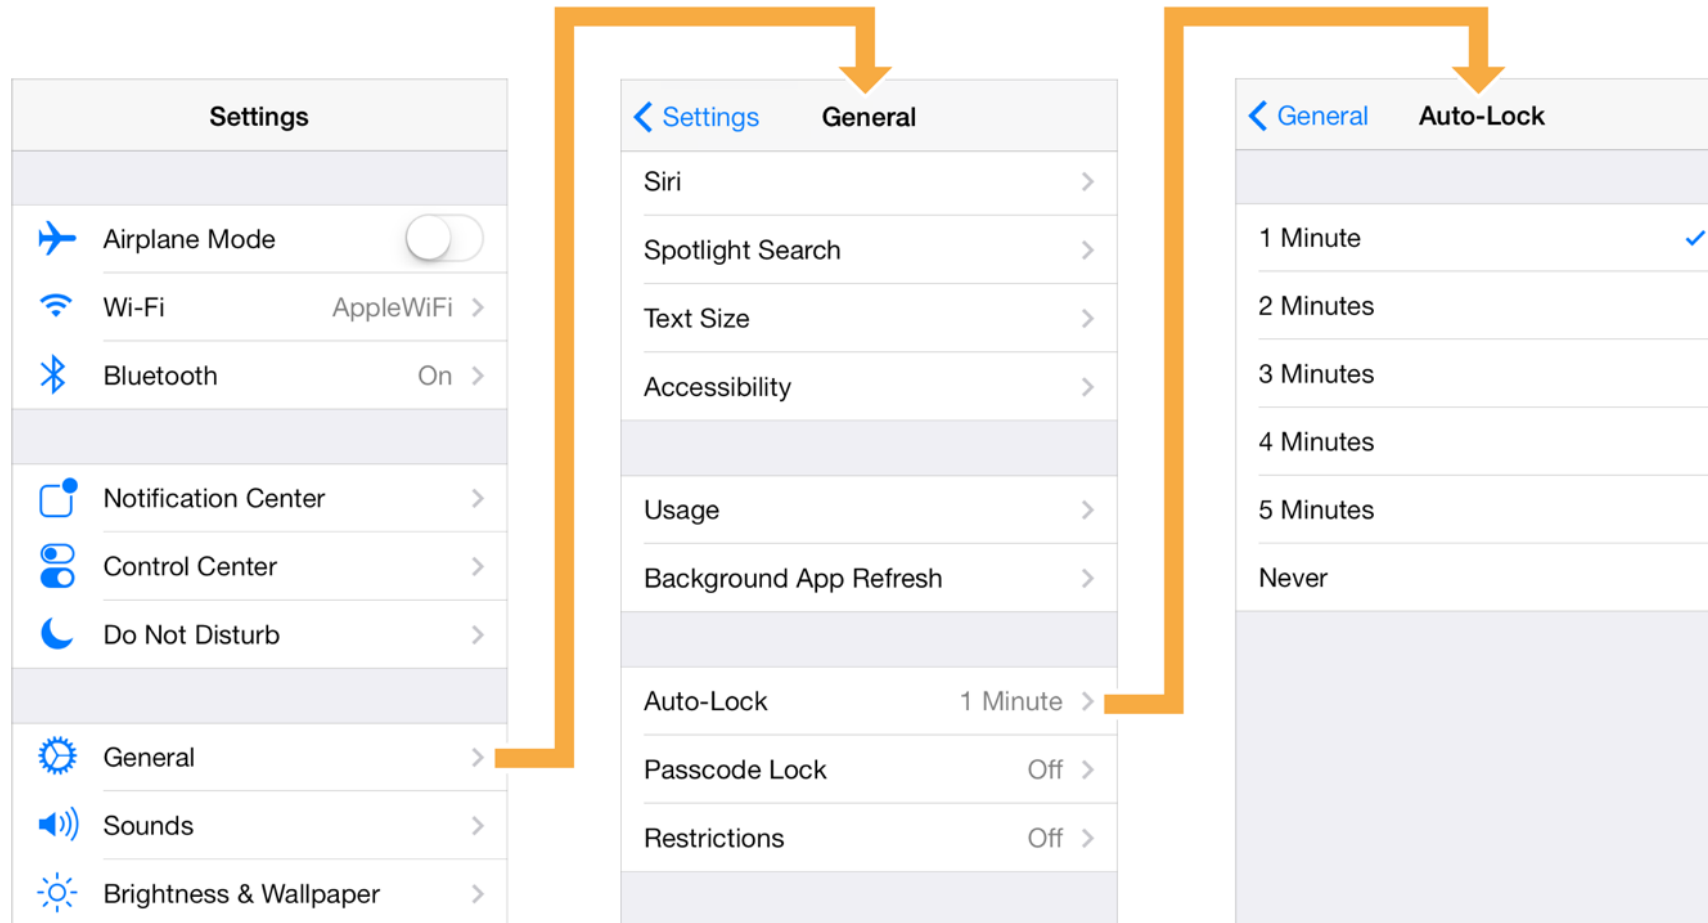 Settings
Airplane Mode
Wi-Fi AppleWiFi
Bluetooth On
Notification Center
Control Center
Do Not Disturb
General
Sounds
Brightness & Wallpaper
Settings General
Siri
Spotlight Search
Text Size
Accessibility
Usage
Background App Refresh
Auto-Lock 1 Minute
Passcode Lock Off
Restrictions Off
General Auto-Lock
1 Minute
2 Minutes
3 Minutes
4 Minutes
5 Minutes
Never